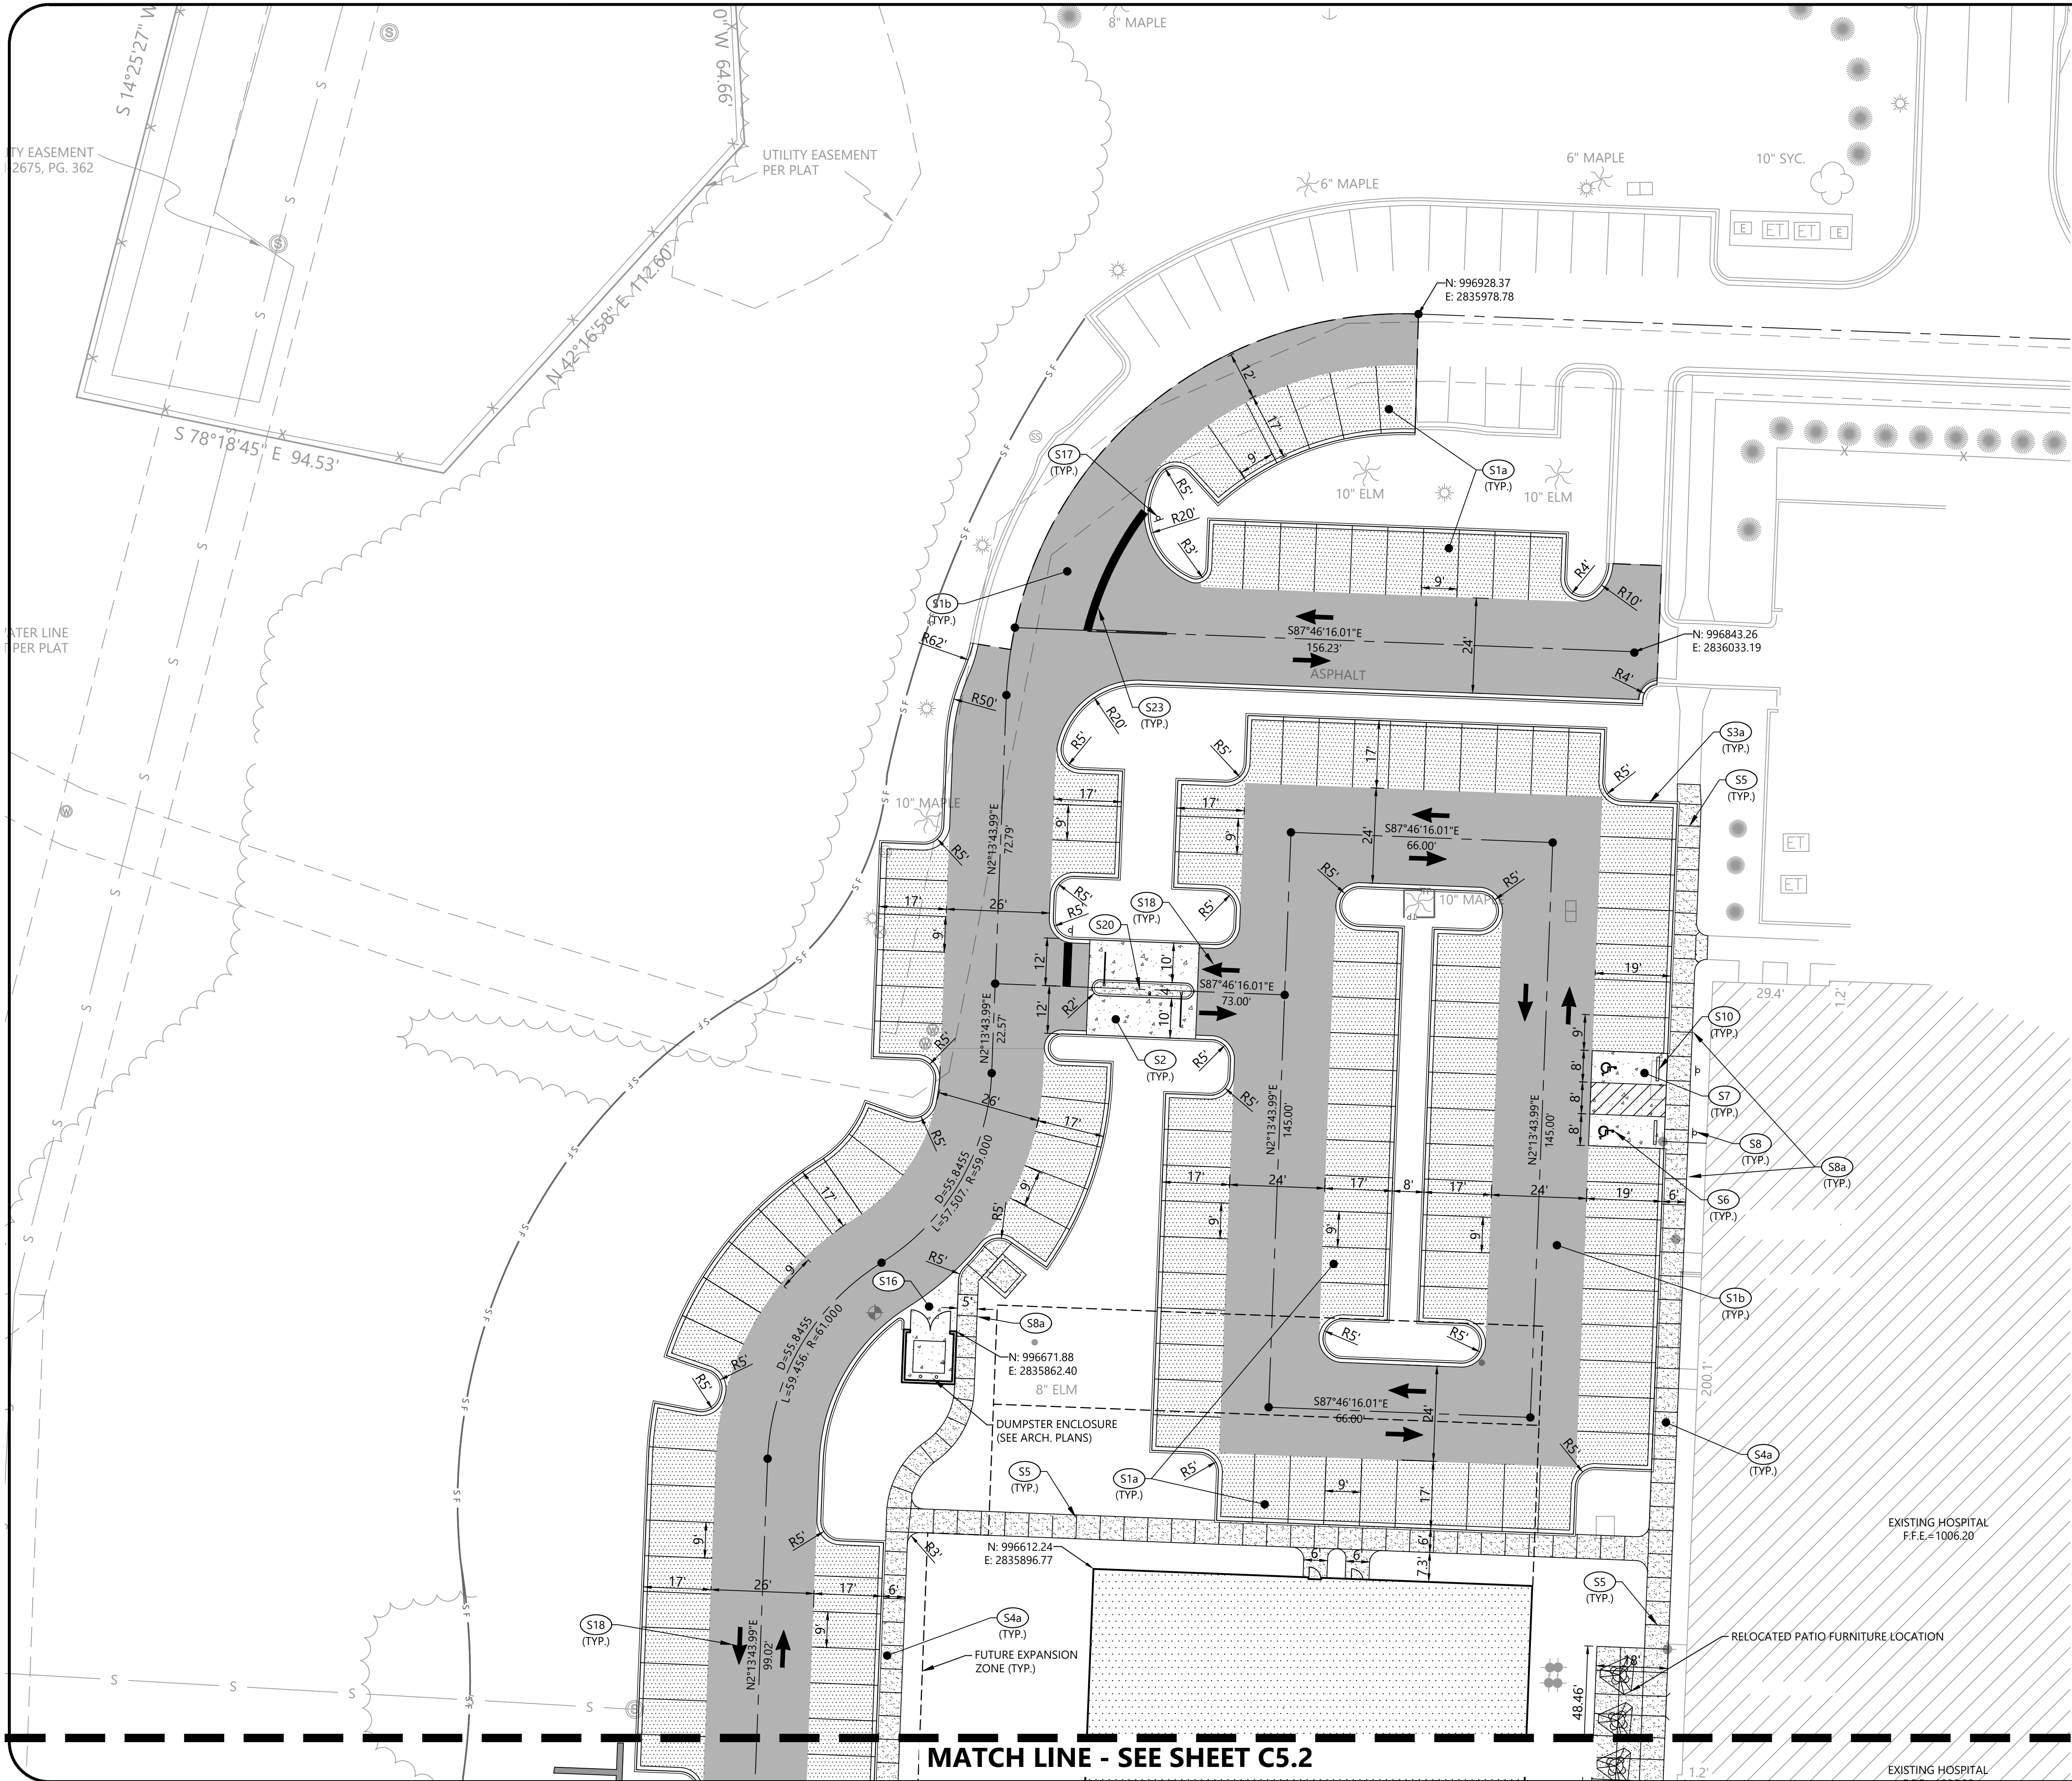 S 14°25'27" W
0"W 64.66'
8" MAPLE
S
TY EASEMENT
2675, PG. 362
UTILITY EASEMENT
PER PLAT
6" MAPLE
6" MAPLE
10" SYC.
E
ET
ET
E
N 42°16'58" E 112.60'
S 78°18'45" E 94.53'
N: 996928.37
E: 2835978.78
12'
17'
9'
S17
(TYP.)
R5'
R20'
R3'
10" ELM
10" ELM
S1a
(TYP.)
9'
R4'
R10'
S1b
(TYP.)
R62'
ATER LINE
PER PLAT
S87°46'16.01"E
156.23'
ASPHALT
24'
N: 996843.26
E: 2836033.19
R4'
R50'
R20'
S23
(TYP.)
R5'
R5'
17'
R5'
S3a
(TYP.)
S5
(TYP.)
10" MAPLE
R5'
N2°13'43.99"E
72.79'
17'
9'
17'
9'
24'
S87°46'16.01"E
66.00'
ET
ET
R5'
R5'
10" MAPLE
TP
17'
26'
9'
R5'
R5'
R5'
S18
(TYP.)
S20
12'
10'
4'
12'
10'
R2'
S87°46'16.01"E
73.00'
19'
29.4'
1.2'
N2°13'43.99"E
22.57'
R5'
S2
(TYP.)
R5'
R5'
S10
(TYP.)
9'
8'
8'
8'
S7
(TYP.)
S8
(TYP.)
S8a
(TYP.)
S6
(TYP.)
26'
17'
R5'
17'
9'
D=55.8455
L=57.507, R=59.000
9'
R5'
R5'
N2°13'43.99"E
145.00'
N2°13'43.99"E
145.00'
17'
24'
17'
8'
17'
24'
19'
6'
9'
9'
9'
S16
5'
S8a
N: 996671.88
E: 2835862.40
8" ELM
D=55.8455
L=59.456, R=61.000
R5'
R5'
R5'
R5'
S1b
(TYP.)
200.1'
DUMPSTER ENCLOSURE
(SEE ARCH. PLANS)
S87°46'16.01"E
66.00'
24'
R5'
R5'
S4a
(TYP.)
S5
(TYP.)
S1a
(TYP.)
9'
17'
R5'
9'
R3'
N: 996612.24
E: 2835896.77
6'
6'
6'
7.3'
EXISTING HOSPITAL
F.F.E.=1006.20
17'
26'
17'
6'
9'
S18
(TYP.)
N2°13'43.99"E
99.02'
S4a
(TYP.)
FUTURE EXPANSION
ZONE (TYP.)
S5
(TYP.)
RELOCATED PATIO FURNITURE LOCATION
18'
48.46'
MATCH LINE - SEE SHEET C5.2
1.2'
EXISTING HOSPITAL